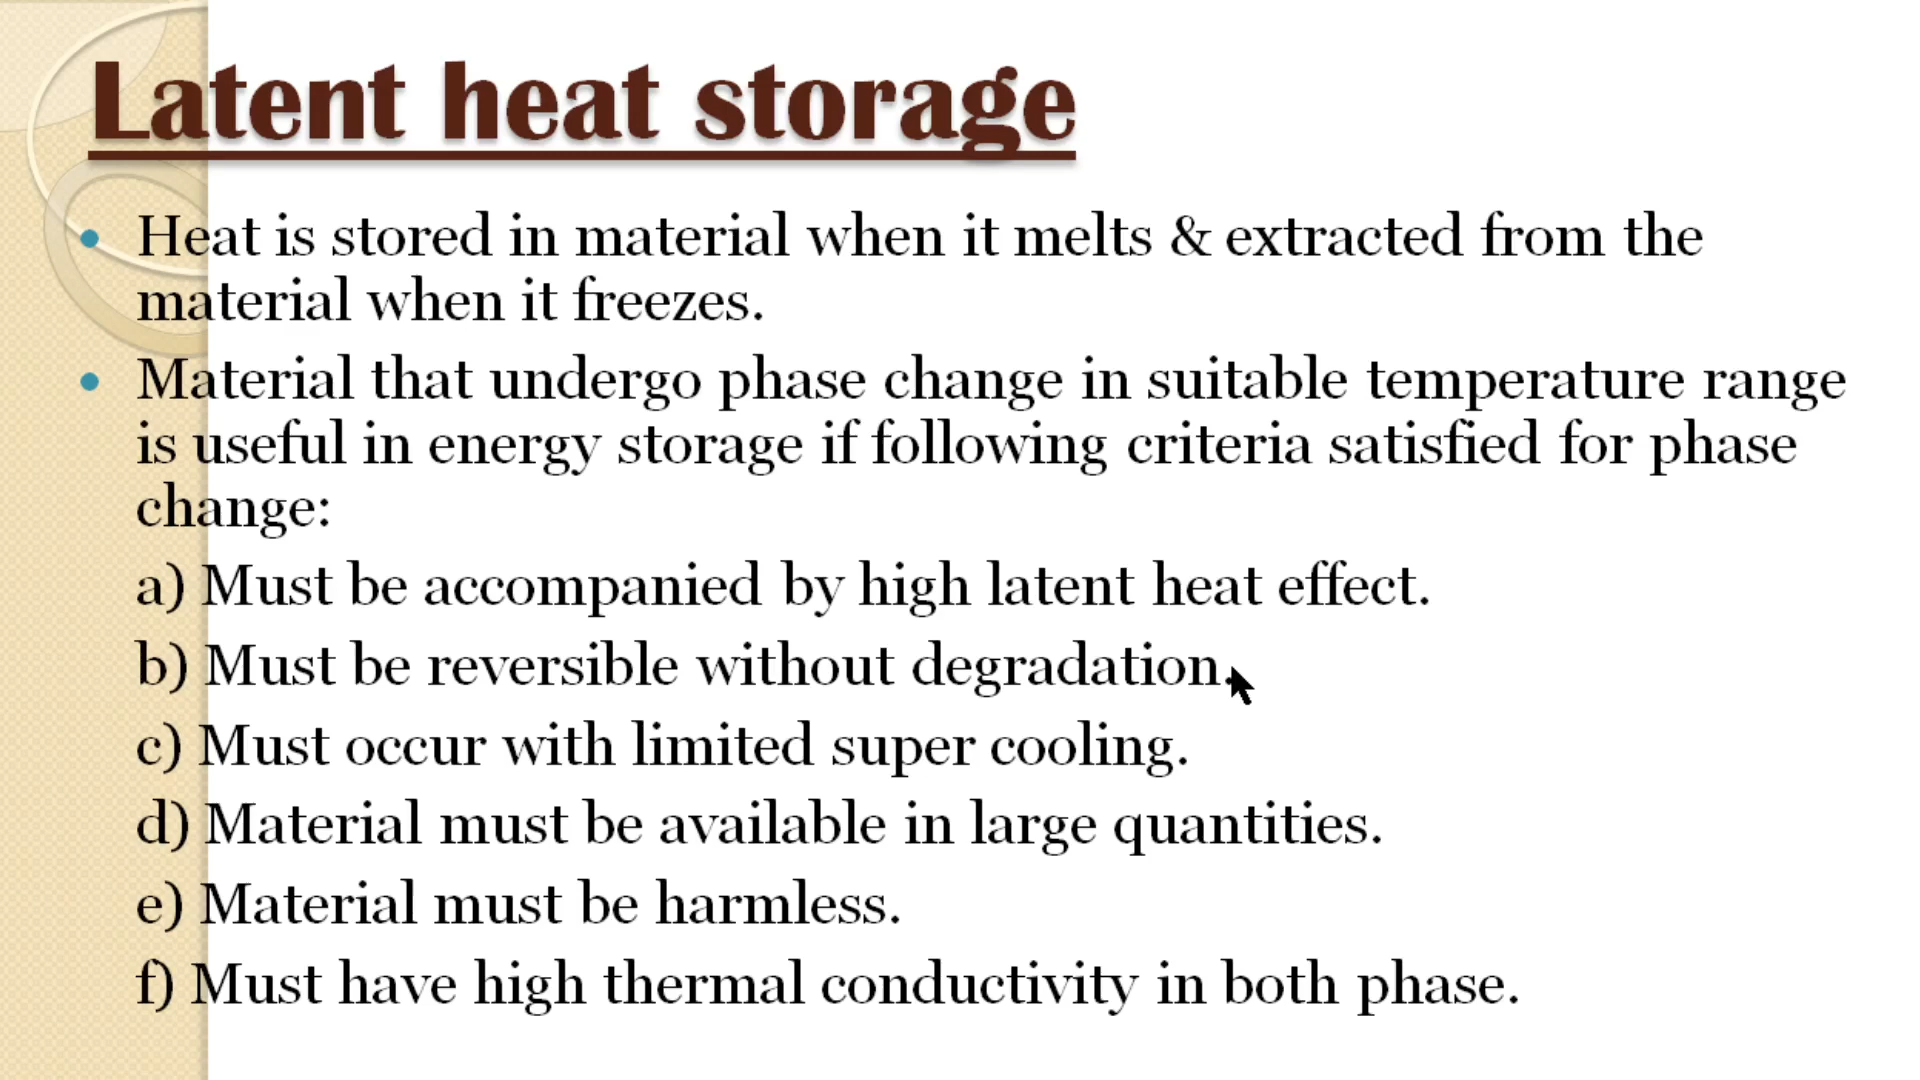 Latent heat storage
• Heat is stored in material when it melts & extracted from the
material when it freezes.
• Material that undergo phase change in suitable temperature range
is useful in energy storage if following criteria satisfied for phase
change:
a) Must be accompanied by high latent heat effect.
b) Must be reversible without degradation.
c) Must occur with limited super cooling.
d) Material must be available in large quantities.
e) Material must be harmless.
f) Must have high thermal conductivity in both phase.